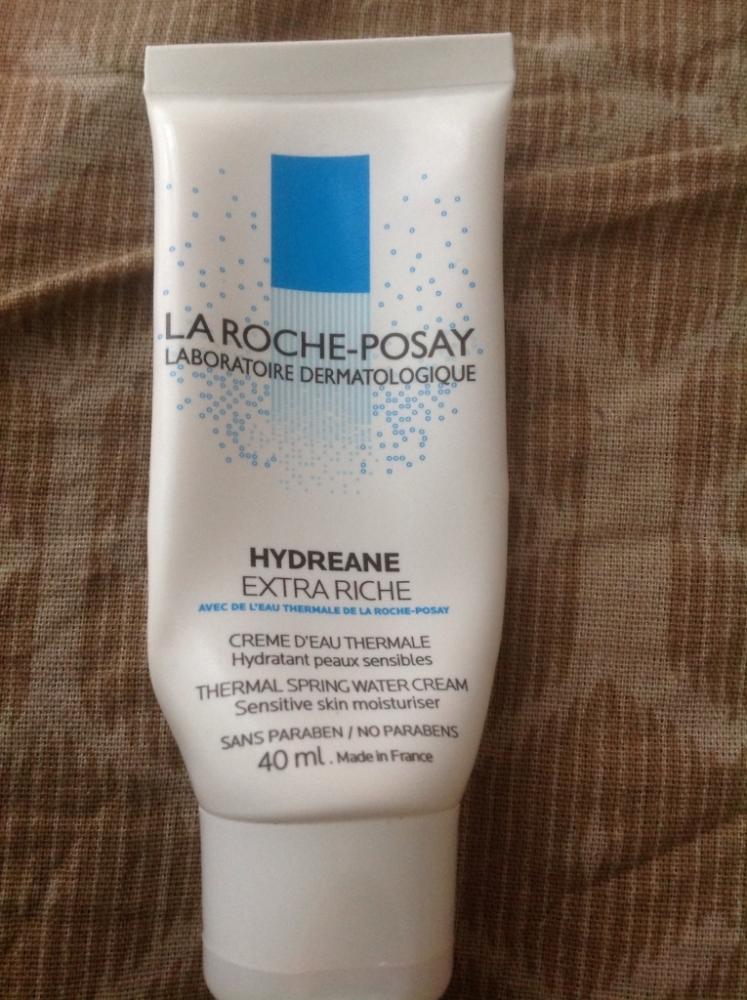 LA ROCHE-POSAY
LABORATOIRE DERMATOLOGIQUE
HYDREANE
EXTRA RICHE
AVEC DE L'EAU THERMALE DE LA ROCHE-POSAY
CREME D'EAU THERMALE
Hydratant peaux sensibles
THERMAL SPRING WATER CREAM
Sensitive skin moisturiser
SANS PARABEN / NO PARABENS
40 ml . Made in France